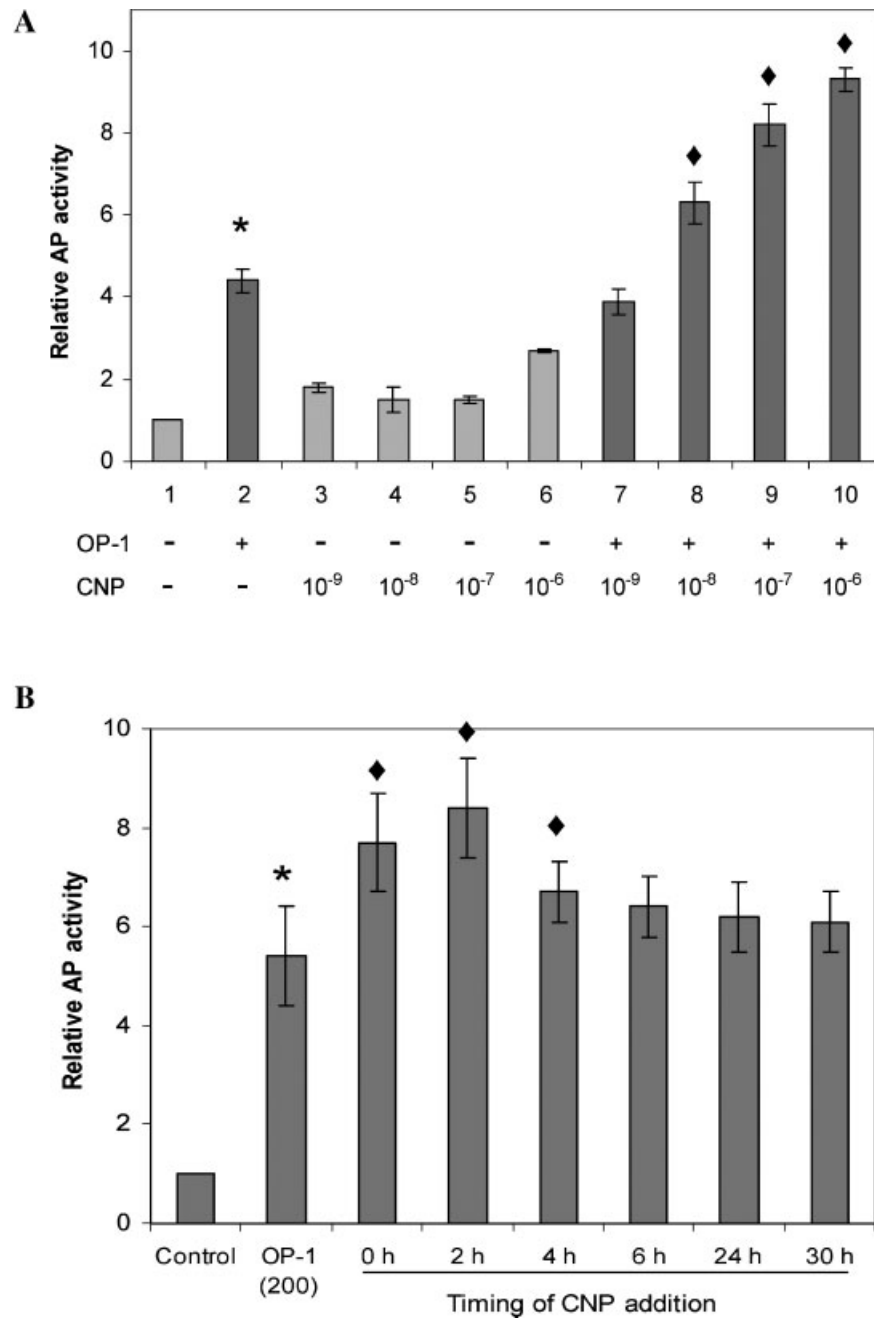 A
Relative AP activity
10
8
6
4
2
0
*
♦ ♦ ♦
1 2 3 4 5 6 7 8 9 10
OP-1 - + - - - - + + + +
CNP - - 10⁻⁹ 10⁻⁸ 10⁻⁷ 10⁻⁶ 10⁻⁹ 10⁻⁸ 10⁻⁷ 10⁻⁶
B
Relative AP activity
10
8
6
4
2
0
*
♦ ♦ ♦
Control OP-1 0 h 2 h 4 h 6 h 24 h 30 h
(200)
Timing of CNP addition